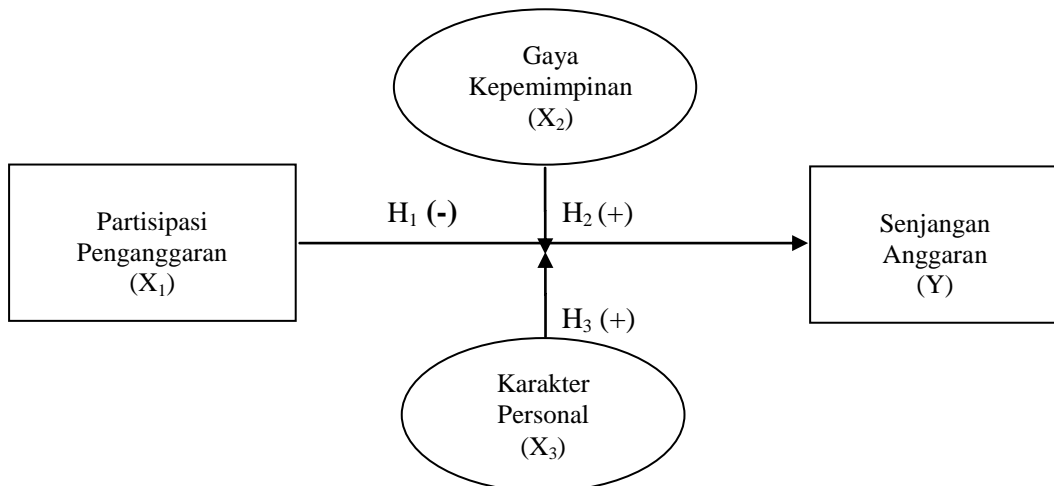 Gaya
Kepemimpinan
(X₂)
Partisipasi
Penganggaran
(X₁)
H₁ (-)
H₂ (+)
Senjangan
Anggaran
(Y)
H₃ (+)
Karakter
Personal
(X₃)